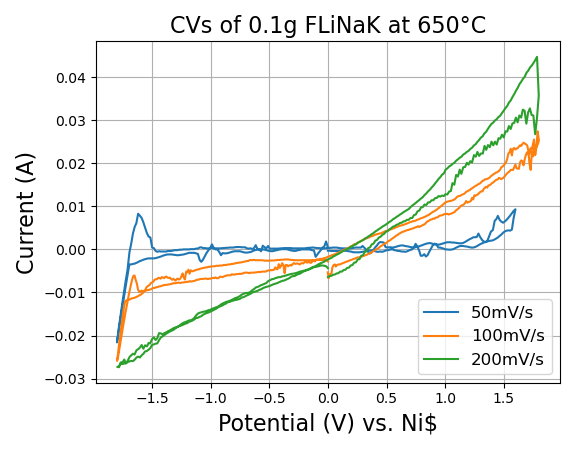 CVs of 0.1g FLiNaK at 650°C
Current (A)
0.04
0.03
0.02
0.01
0.00
−0.01
−0.02
−0.03
50mV/s
100mV/s
200mV/s
−1.5 −1.0 −0.5 0.0 0.5 1.0 1.5
Potential (V) vs. Ni$